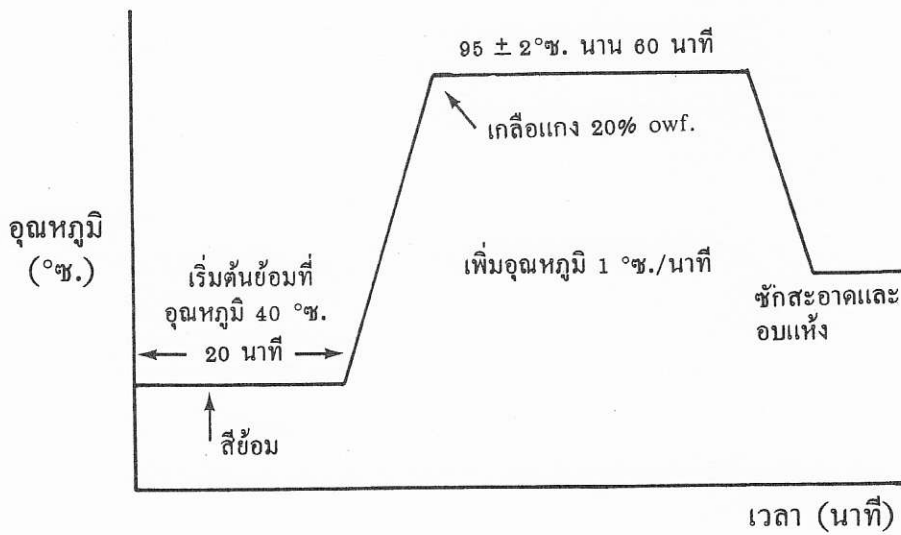 95 ± 2°ซ. นาน 60 นาที
เกลือแกง 20% owf.
อุณหภูมิ
(°ซ.)
เริ่มต้นย้อมที่
อุณหภูมิ 40 °ซ.
20 นาที
เพิ่มอุณหภูมิ 1 °ซ./นาที
ซักสะอาดและ
อบแห้ง
สีย้อม
เวลา (นาที)